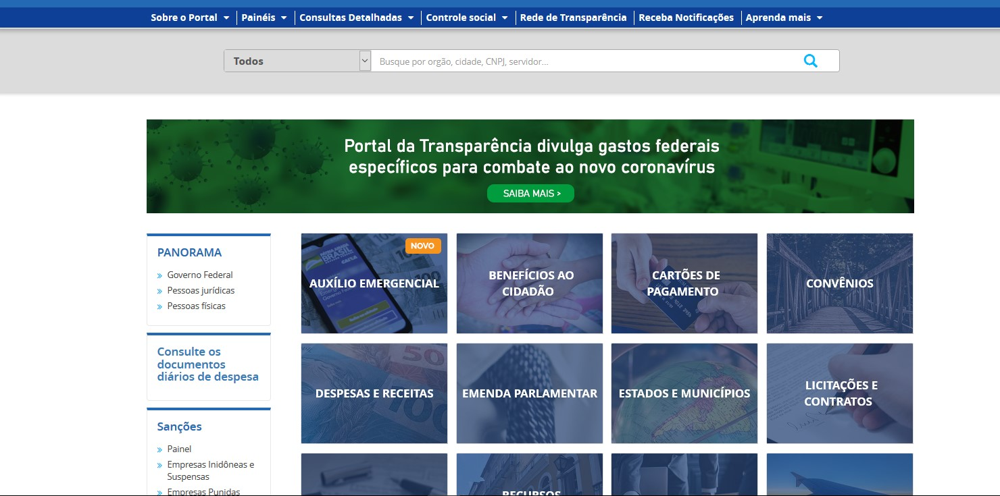 Sobre o Portal Painéis Consultas Detalhadas Controle social Rede de Transparência Receba Notificações Aprenda mais
Todos Busque por orgão, cidade, CNPJ, servidor...
Portal da Transparência divulga gastos federais
específicos para combate ao novo coronavírus
SAIBA MAIS >
PANORAMA
» Governo Federal
» Pessoas jurídicas
» Pessoas físicas
Consulte os
documentos
diários de despesa
Sanções
» Painel
» Empresas Inidôneas e
Suspensas
» Empresas Punidas
NOVO
AUXÍLIO EMERGENCIAL
BENEFÍCIOS AO
CIDADÃO
CARTÕES DE
PAGAMENTO
CONVÊNIOS
DESPESAS E RECEITAS
EMENDA PARLAMENTAR
ESTADOS E MUNICÍPIOS
LICITAÇÕES E
CONTRATOS
RECURSOS